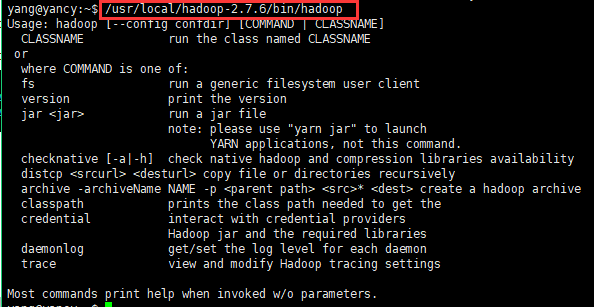 yang@yancy:~$ /usr/local/hadoop-2.7.6/bin/hadoop
Usage: hadoop [--config confdir] [COMMAND | CLASSNAME]
CLASSNAME run the class named CLASSNAME
or
where COMMAND is one of:
fs run a generic filesystem user client
version print the version
jar <jar> run a jar file
note: please use "yarn jar" to launch
YARN applications, not this command.
checknative [-a|-h] check native hadoop and compression libraries availability
distcp <srcurl> <desturl> copy file or directories recursively
archive -archiveName NAME -p <parent path> <src>* <dest> create a hadoop archive
classpath prints the class path needed to get the
credential interact with credential providers
Hadoop jar and the required libraries
daemonlog get/set the log level for each daemon
trace view and modify Hadoop tracing settings
Most commands print help when invoked w/o parameters.
yang@yancy:~$